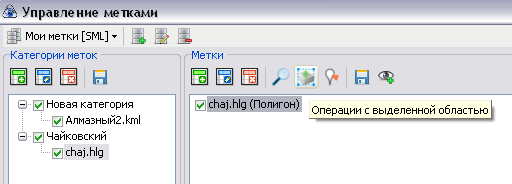 Управление метками
Мои метки [SML]
Категории меток
Метки
Новая категория
Алмазный2.kml
Чайковский
chaj.hlg
chaj.hlg (Полигон)
Операции с выделенной областью